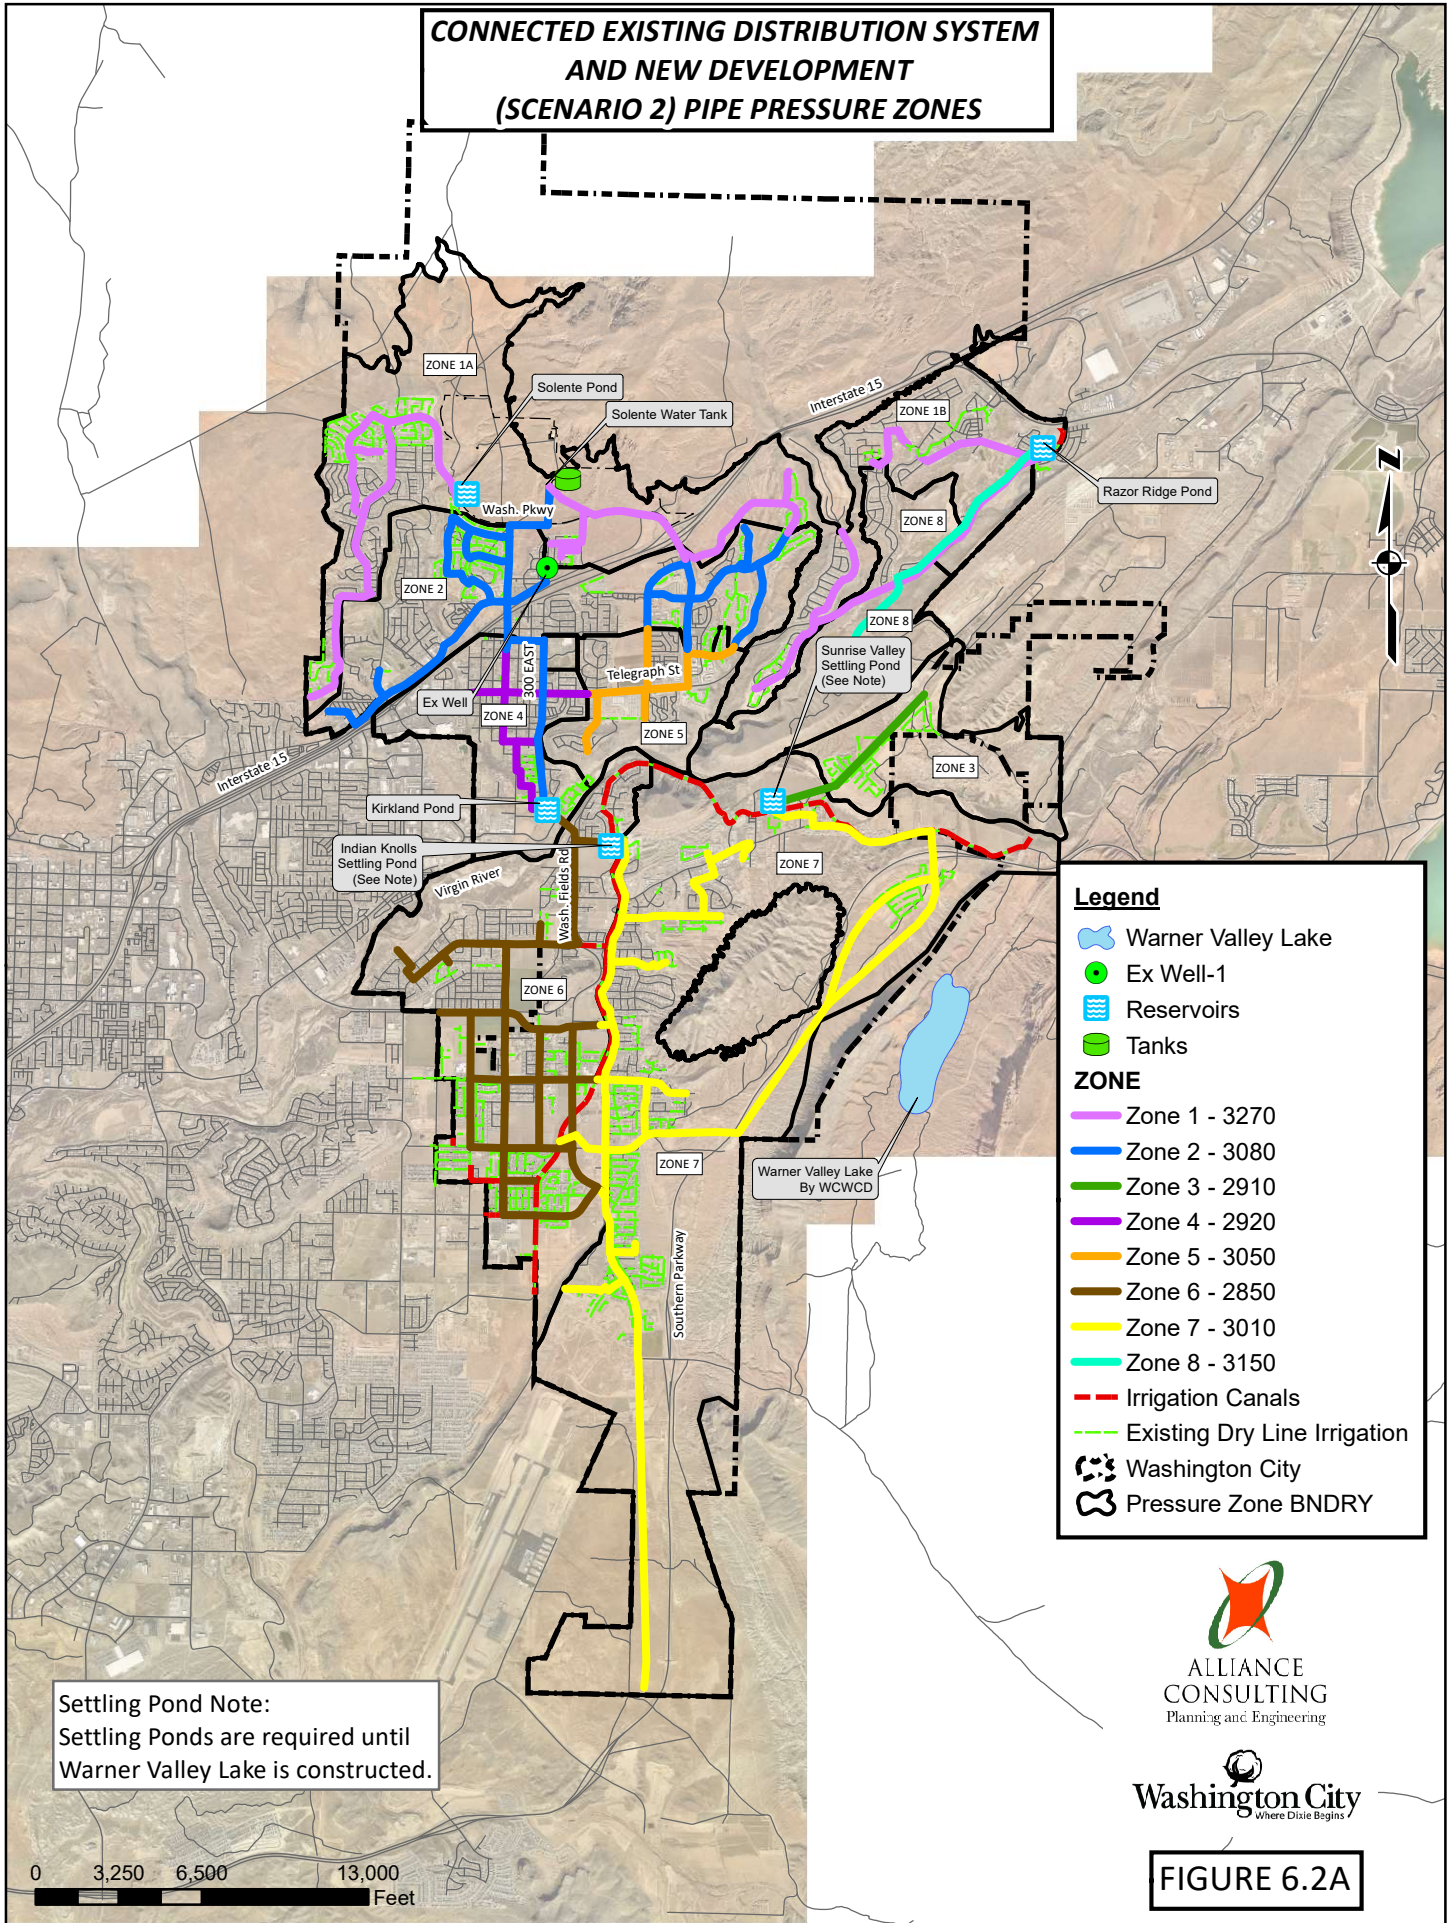 CONNECTED EXISTING DISTRIBUTION SYSTEM
AND NEW DEVELOPMENT
(SCENARIO 2) PIPE PRESSURE ZONES
ZONE 1A
Solente Pond
Solente Water Tank
Interstate 15
ZONE 1B
Razor Ridge Pond
N
Wash. Pkwy
ZONE 8
ZONE 2
ZONE 8
Sunrise Valley
Settling Pond
(See Note)
300 EAST
Telegraph St
Ex Well
ZONE 4
ZONE 5
Interstate 15
ZONE 3
Kirkland Pond
Indian Knolls
Settling Pond
(See Note)
Virgin River
Wash. Fields Rd
ZONE 7
ZONE 6
ZONE 7
Warner Valley Lake
By WCWCD
Southern Parkway
Legend
Warner Valley Lake
Ex Well-1
Reservoirs
Tanks
ZONE
Zone 1 - 3270
Zone 2 - 3080
Zone 3 - 2910
Zone 4 - 2920
Zone 5 - 3050
Zone 6 - 2850
Zone 7 - 3010
Zone 8 - 3150
Irrigation Canals
Existing Dry Line Irrigation
Washington City
Pressure Zone BNDRY
ALLIANCE
CONSULTING
Planning and Engineering
Washington City
Where Dixie Begins
Settling Pond Note:
Settling Ponds are required until
Warner Valley Lake is constructed.
0 3,250 6,500 13,000
Feet
FIGURE 6.2A